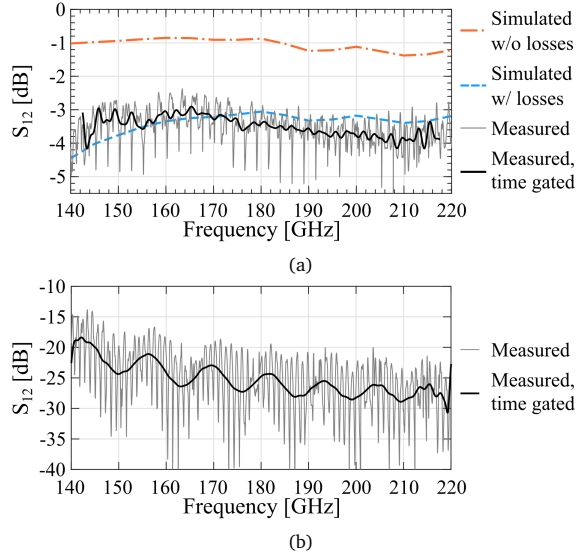 0
-1
-2
-3
-4
-5
S12 [dB]
140 150 160 170 180 190 200 210 220
Frequency [GHz]
Simulated
w/o losses
Simulated
w/ losses
Measured
Measured,
time gated
(a)
-10
-15
-20
-25
-30
-35
-40
S12 [dB]
140 150 160 170 180 190 200 210 220
Frequency [GHz]
Measured
Measured,
time gated
(b)